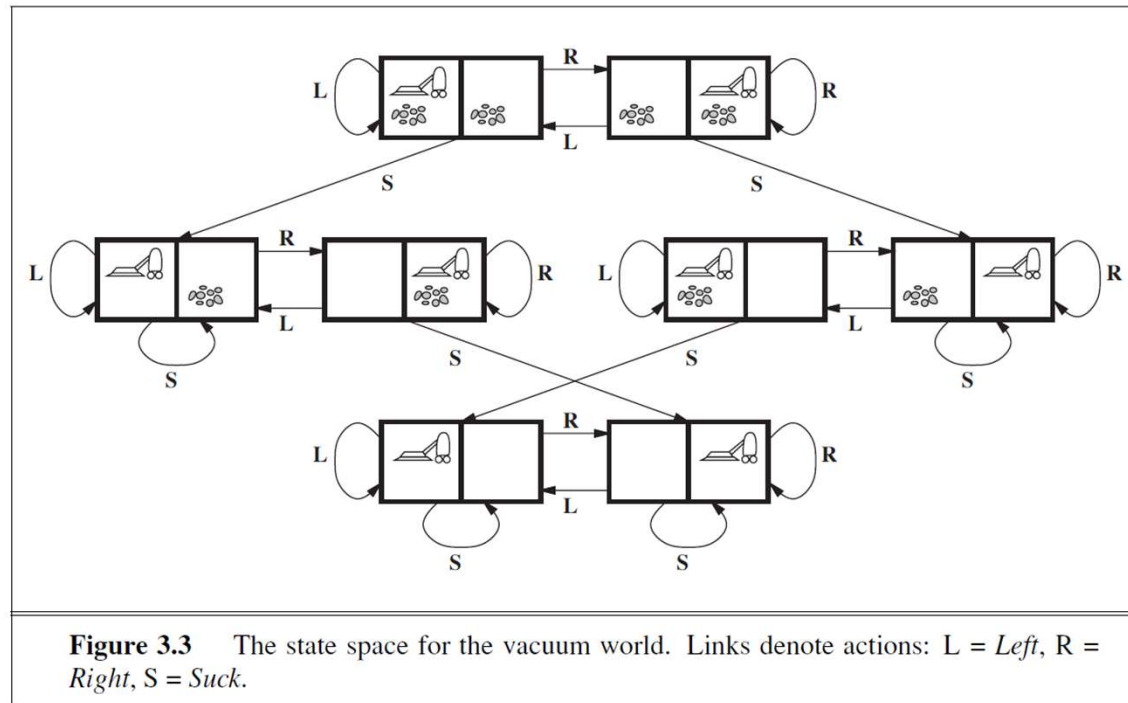 R
L R
L
S S
R R
L R L R
L L
S S S S
R
L R
L
S S
Figure 3.3 The state space for the vacuum world. Links denote actions: L = Left, R =
Right, S = Suck.